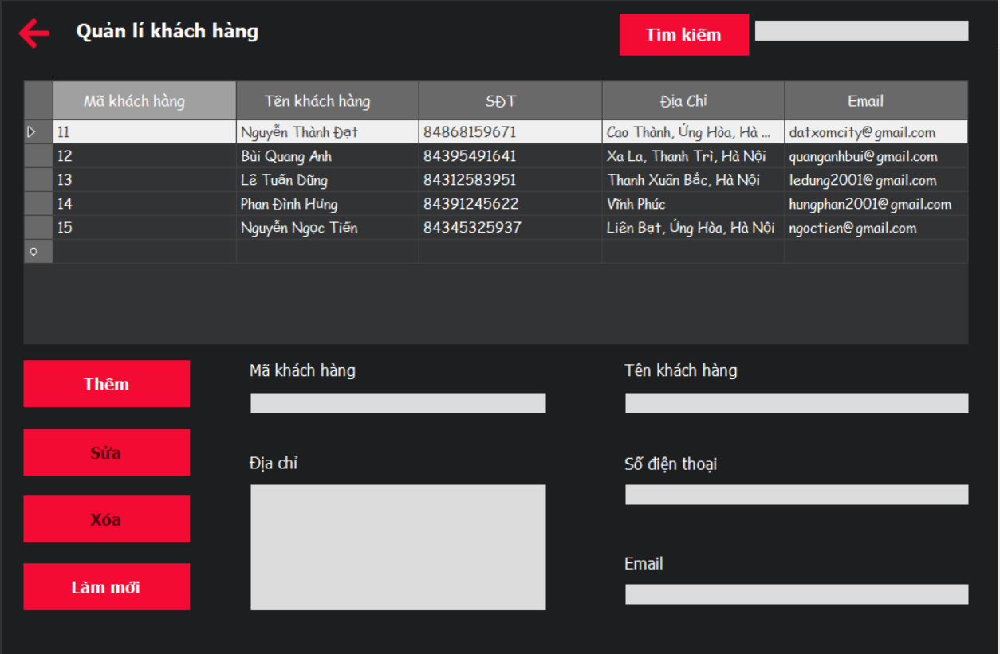 Quản lí khách hàng
Tìm kiếm
Mã khách hàng Tên khách hàng SĐT Địa Chỉ Email
11 Nguyễn Thành Đạt 84868159671 Cao Thành, Ứng Hòa, Hà ... datxomcity@gmail.com
12 Bùi Quang Anh 84395491641 Xa La, Thanh Trì, Hà Nội quanganhbui@gmail.com
13 Lê Tuấn Dũng 84312583951 Thanh Xuân Bắc, Hà Nội ledung2001@gmail.com
14 Phan Đình Hưng 84391245622 Vĩnh Phúc hungphan2001@gmail.com
15 Nguyễn Ngọc Tiến 84345325937 Liên Bạt, Ứng Hòa, Hà Nội ngoctien@gmail.com
Thêm
Sửa
Xóa
Làm mới
Mã khách hàng
Tên khách hàng
Địa chỉ
Số điện thoại
Email